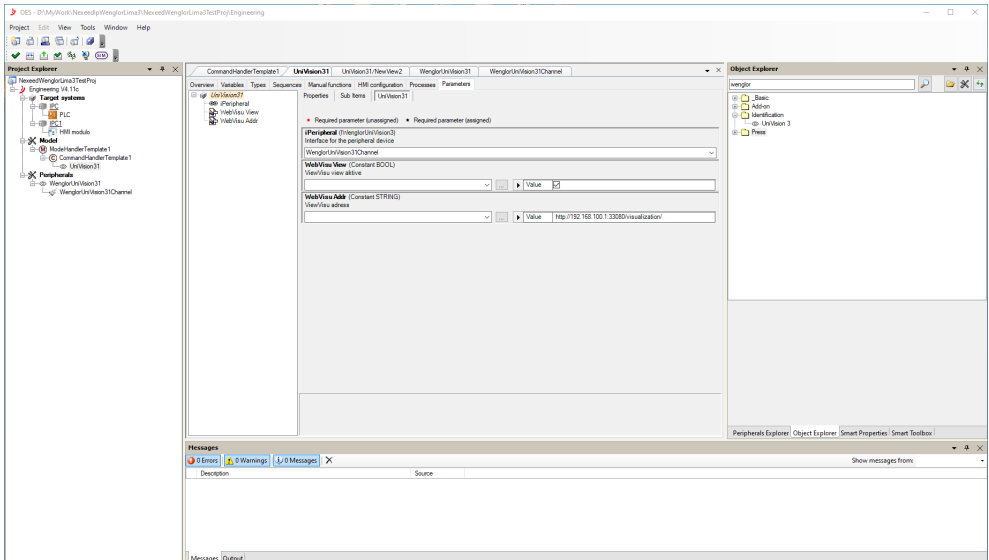 OES - D:\MyWork\Nexeed\pWenglorLima3\NexeedWenglorLima3TestProj\Engineering
Project Edit View Tools Window Help
SIM
Project Explorer
NexeedWenglorLima3TestProj
Engineering V4.11c
Target systems
IPC
PLC
IPC1
HMI modulo
Model
ModeHandlerTemplate1
CommandHandlerTemplate1
UniVision31
Peripherals
WenglorUniVision31
WenglorUniVision31Channel
CommandHandlerTemplate1 UniVision31 UniVision31/NewView2 WenglorUniVision31 WenglorUniVision31Channel
Overview Variables Types Sequences Manual functions HMI configuration Processes Parameters
UniVision31
iPeripheral
WebVisu View
WebVisu Addr
Properties Sub Items UniVision31
Required parameter (unassigned) Required parameter (assigned)
iPeripheral (IWenglorUniVision3)
Interface for the peripheral device
WenglorUniVision31Channel
WebVisu View (Constant BOOL)
ViewVisu view aktive
... Value
WebVisu Addr (Constant STRING)
ViewVisu adress
... Value http://192.168.100.1:33080/visualization/
Object Explorer
wenglor
_Basic
Add-on
Identification
UniVision 3
Press
Peripherals Explorer Object Explorer Smart Properties Smart Toolbox
Messages
0 Errors 0 Warnings 0 Messages Show messages from:
Description Source
Messages Output